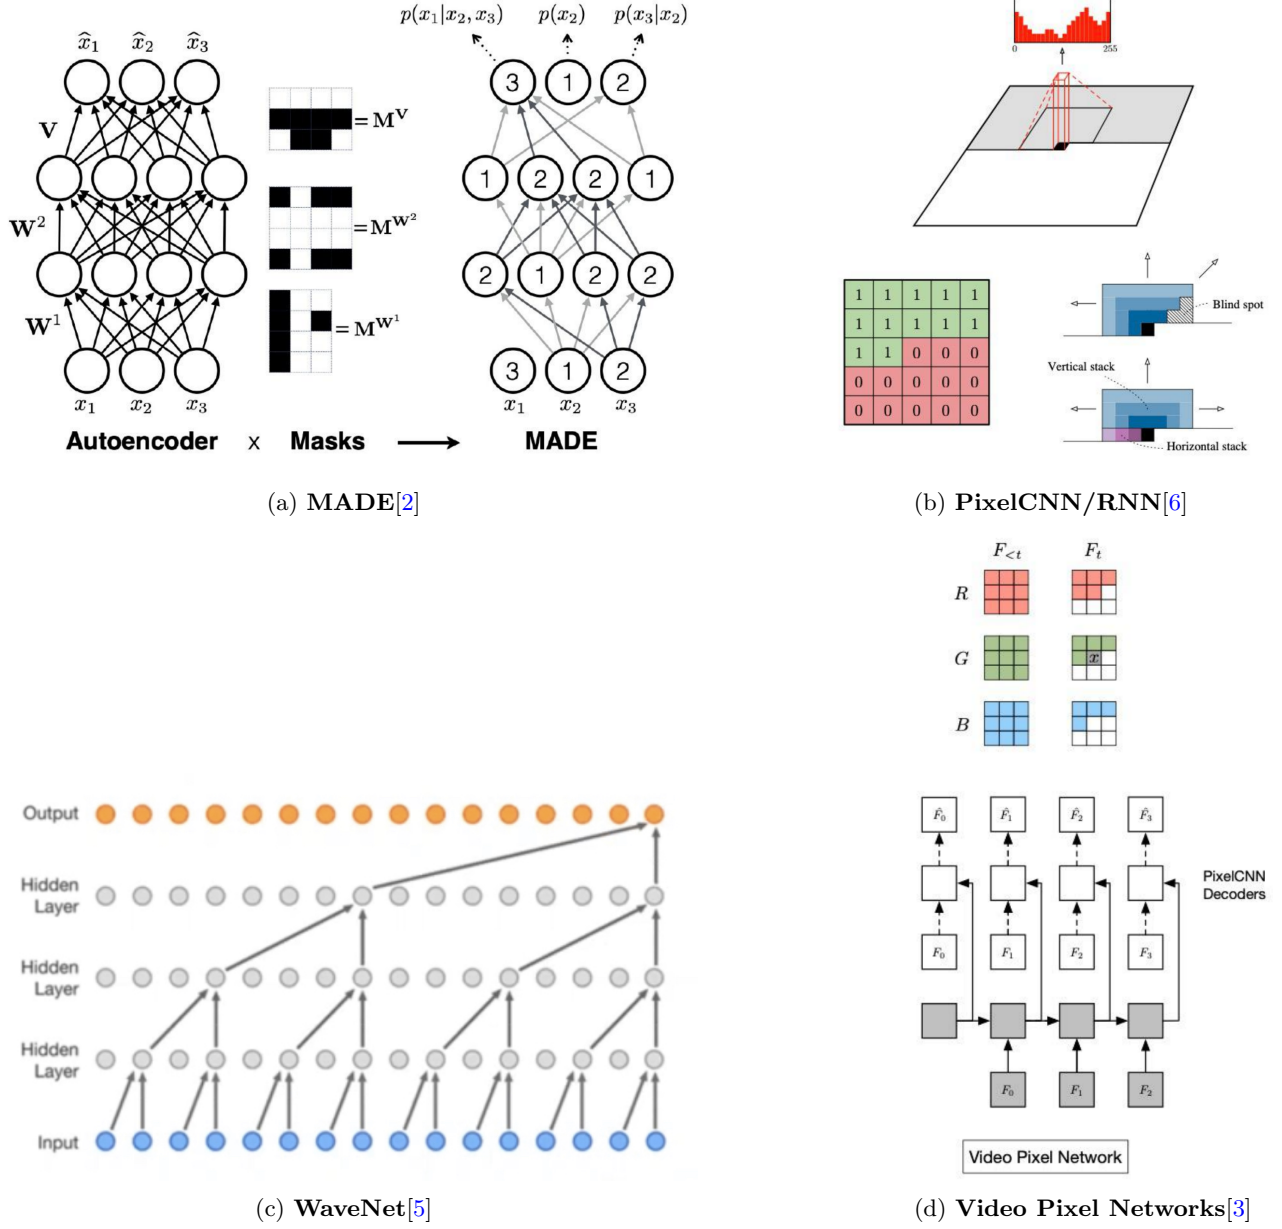 p(x₁|x₂, x₃) p(x₂) p(x₃|x₂)
x̂₁ x̂₂ x̂₃
3 1 2
V
= M^V
1 2 2 1
W²
= M^W²
2 1 2 2
W¹
= M^W¹
3 1 2
x₁ x₂ x₃
x₁ x₂ x₃
Autoencoder x Masks MADE
(a) MADE[2]
0 255
1 1 1 1 1
1 1 1 1 1
1 1 0 0 0
0 0 0 0 0
0 0 0 0 0
Blind spot
Vertical stack
Horizontal stack
(b) PixelCNN/RNN[6]
Output
Hidden
Layer
Hidden
Layer
Hidden
Layer
Input
(c) WaveNet[5]
F<t Ft
R
G x
B
F̂₀ F̂₁ F̂₂ F̂₃
PixelCNN
Decoders
F₀ F₁ F₂ F₃
F₀ F₁ F₂
Video Pixel Network
(d) Video Pixel Networks[3]